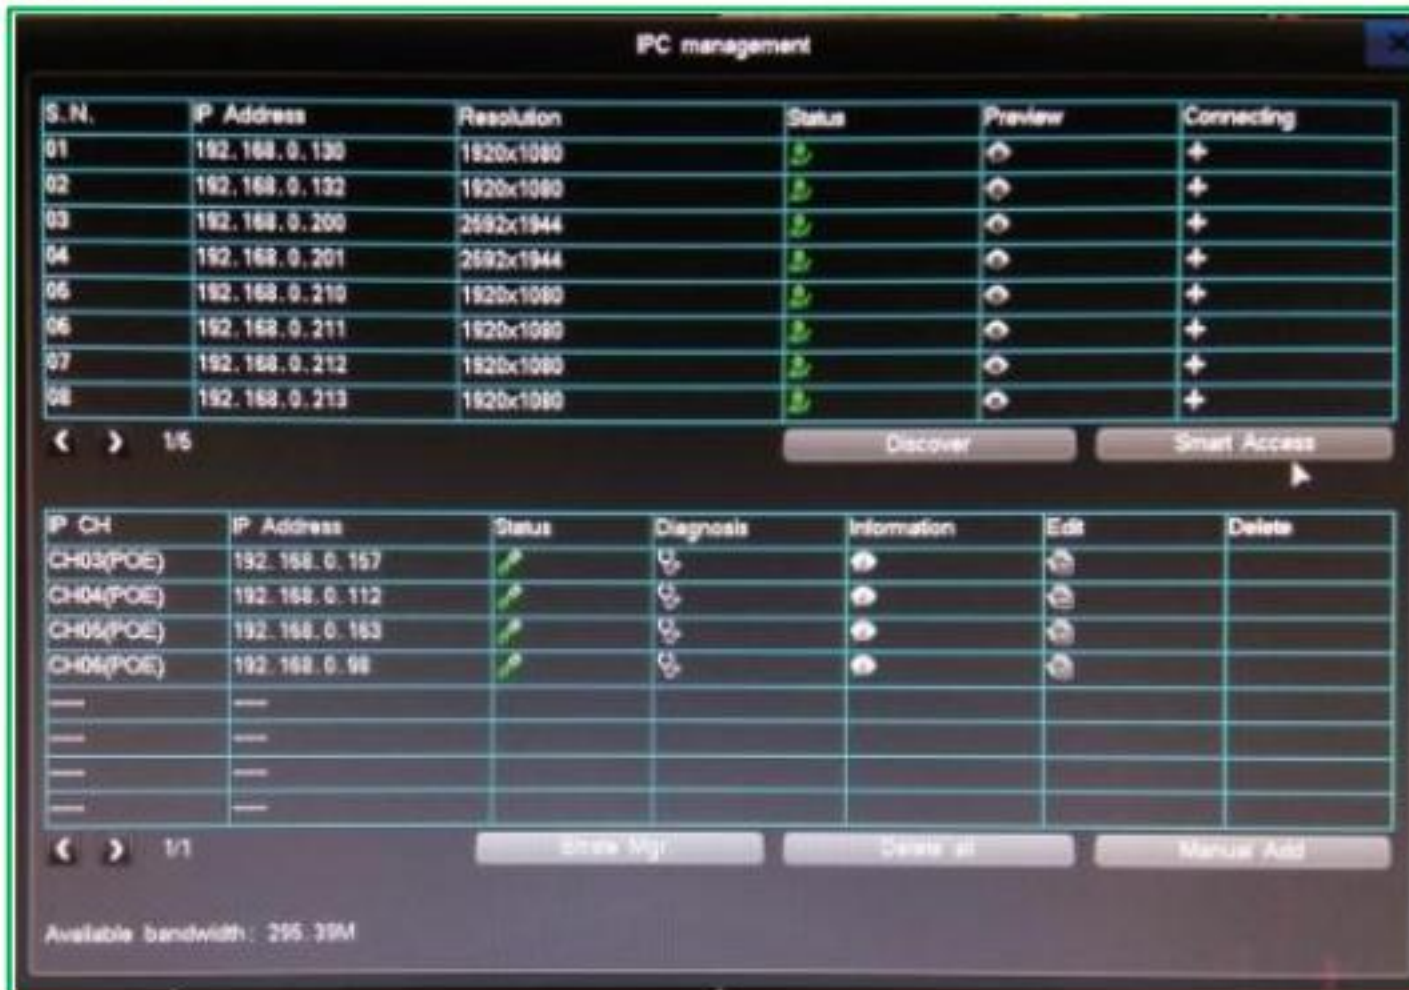 IPC management
S.N. IP Address Resolution Status Preview Connecting
01 192.168.0.130 1920x1080
02 192.168.0.132 1920x1080
03 192.168.0.200 2592x1944
04 192.168.0.201 2592x1944
05 192.168.0.210 1920x1080
06 192.168.0.211 1920x1080
07 192.168.0.212 1920x1080
08 192.168.0.213 1920x1080
1/5 Discover Smart Access
IP CH IP Address Status Diagnosis Information Edit Delete
CH03(POE) 192.168.0.157
CH04(POE) 192.168.0.112
CH05(POE) 192.168.0.163
CH06(POE) 192.168.0.98
---- ----
---- ----
---- ----
---- ----
1/1 Bitrate Mgr. Delete all Manual Add
Available bandwidth: 295.39M